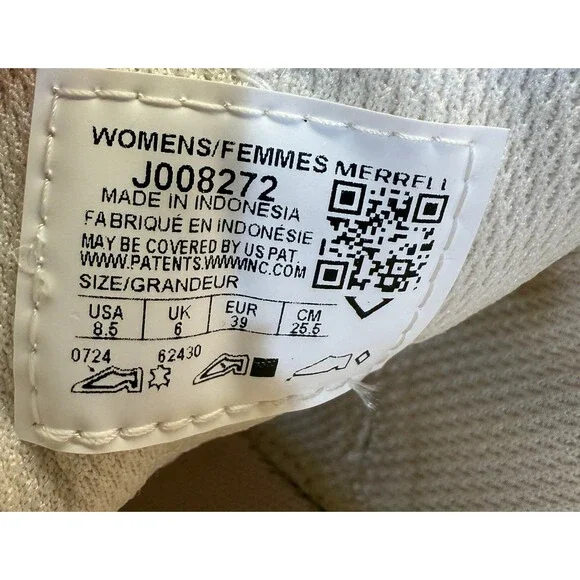 WOMENS/FEMMES MERRELL
J008272
MADE IN INDONESIA
FABRIQUÉ EN INDONÉSIE
MAY BE COVERED BY US PAT.
WWW.PATENTS.WWWINC.COM
SIZE/GRANDEUR
USA UK EUR CM
8.5 6 39 25.5
0724 62430